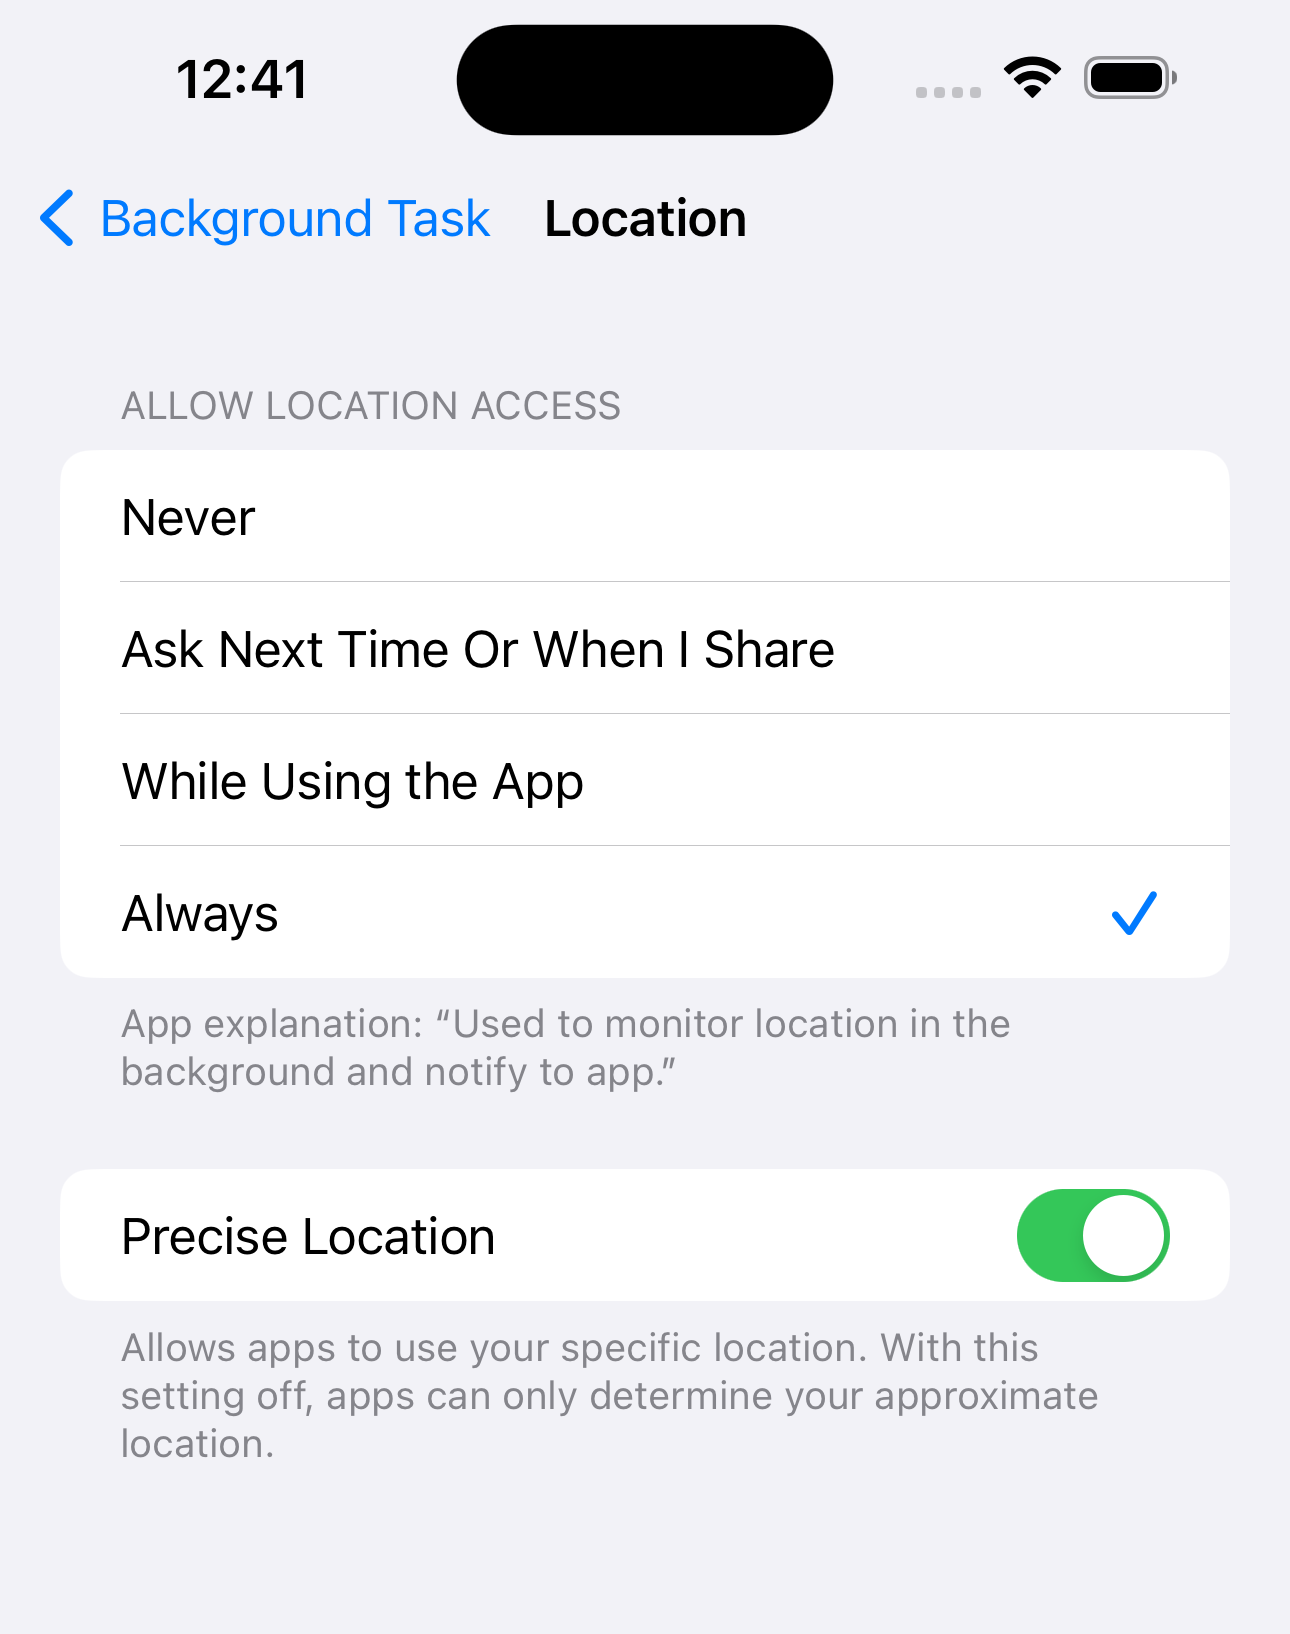 12:41
Background Task
Location
ALLOW LOCATION ACCESS
Never
Ask Next Time Or When I Share
While Using the App
Always
App explanation: “Used to monitor location in the
background and notify to app.”
Precise Location
Allows apps to use your specific location. With this
setting off, apps can only determine your approximate
location.